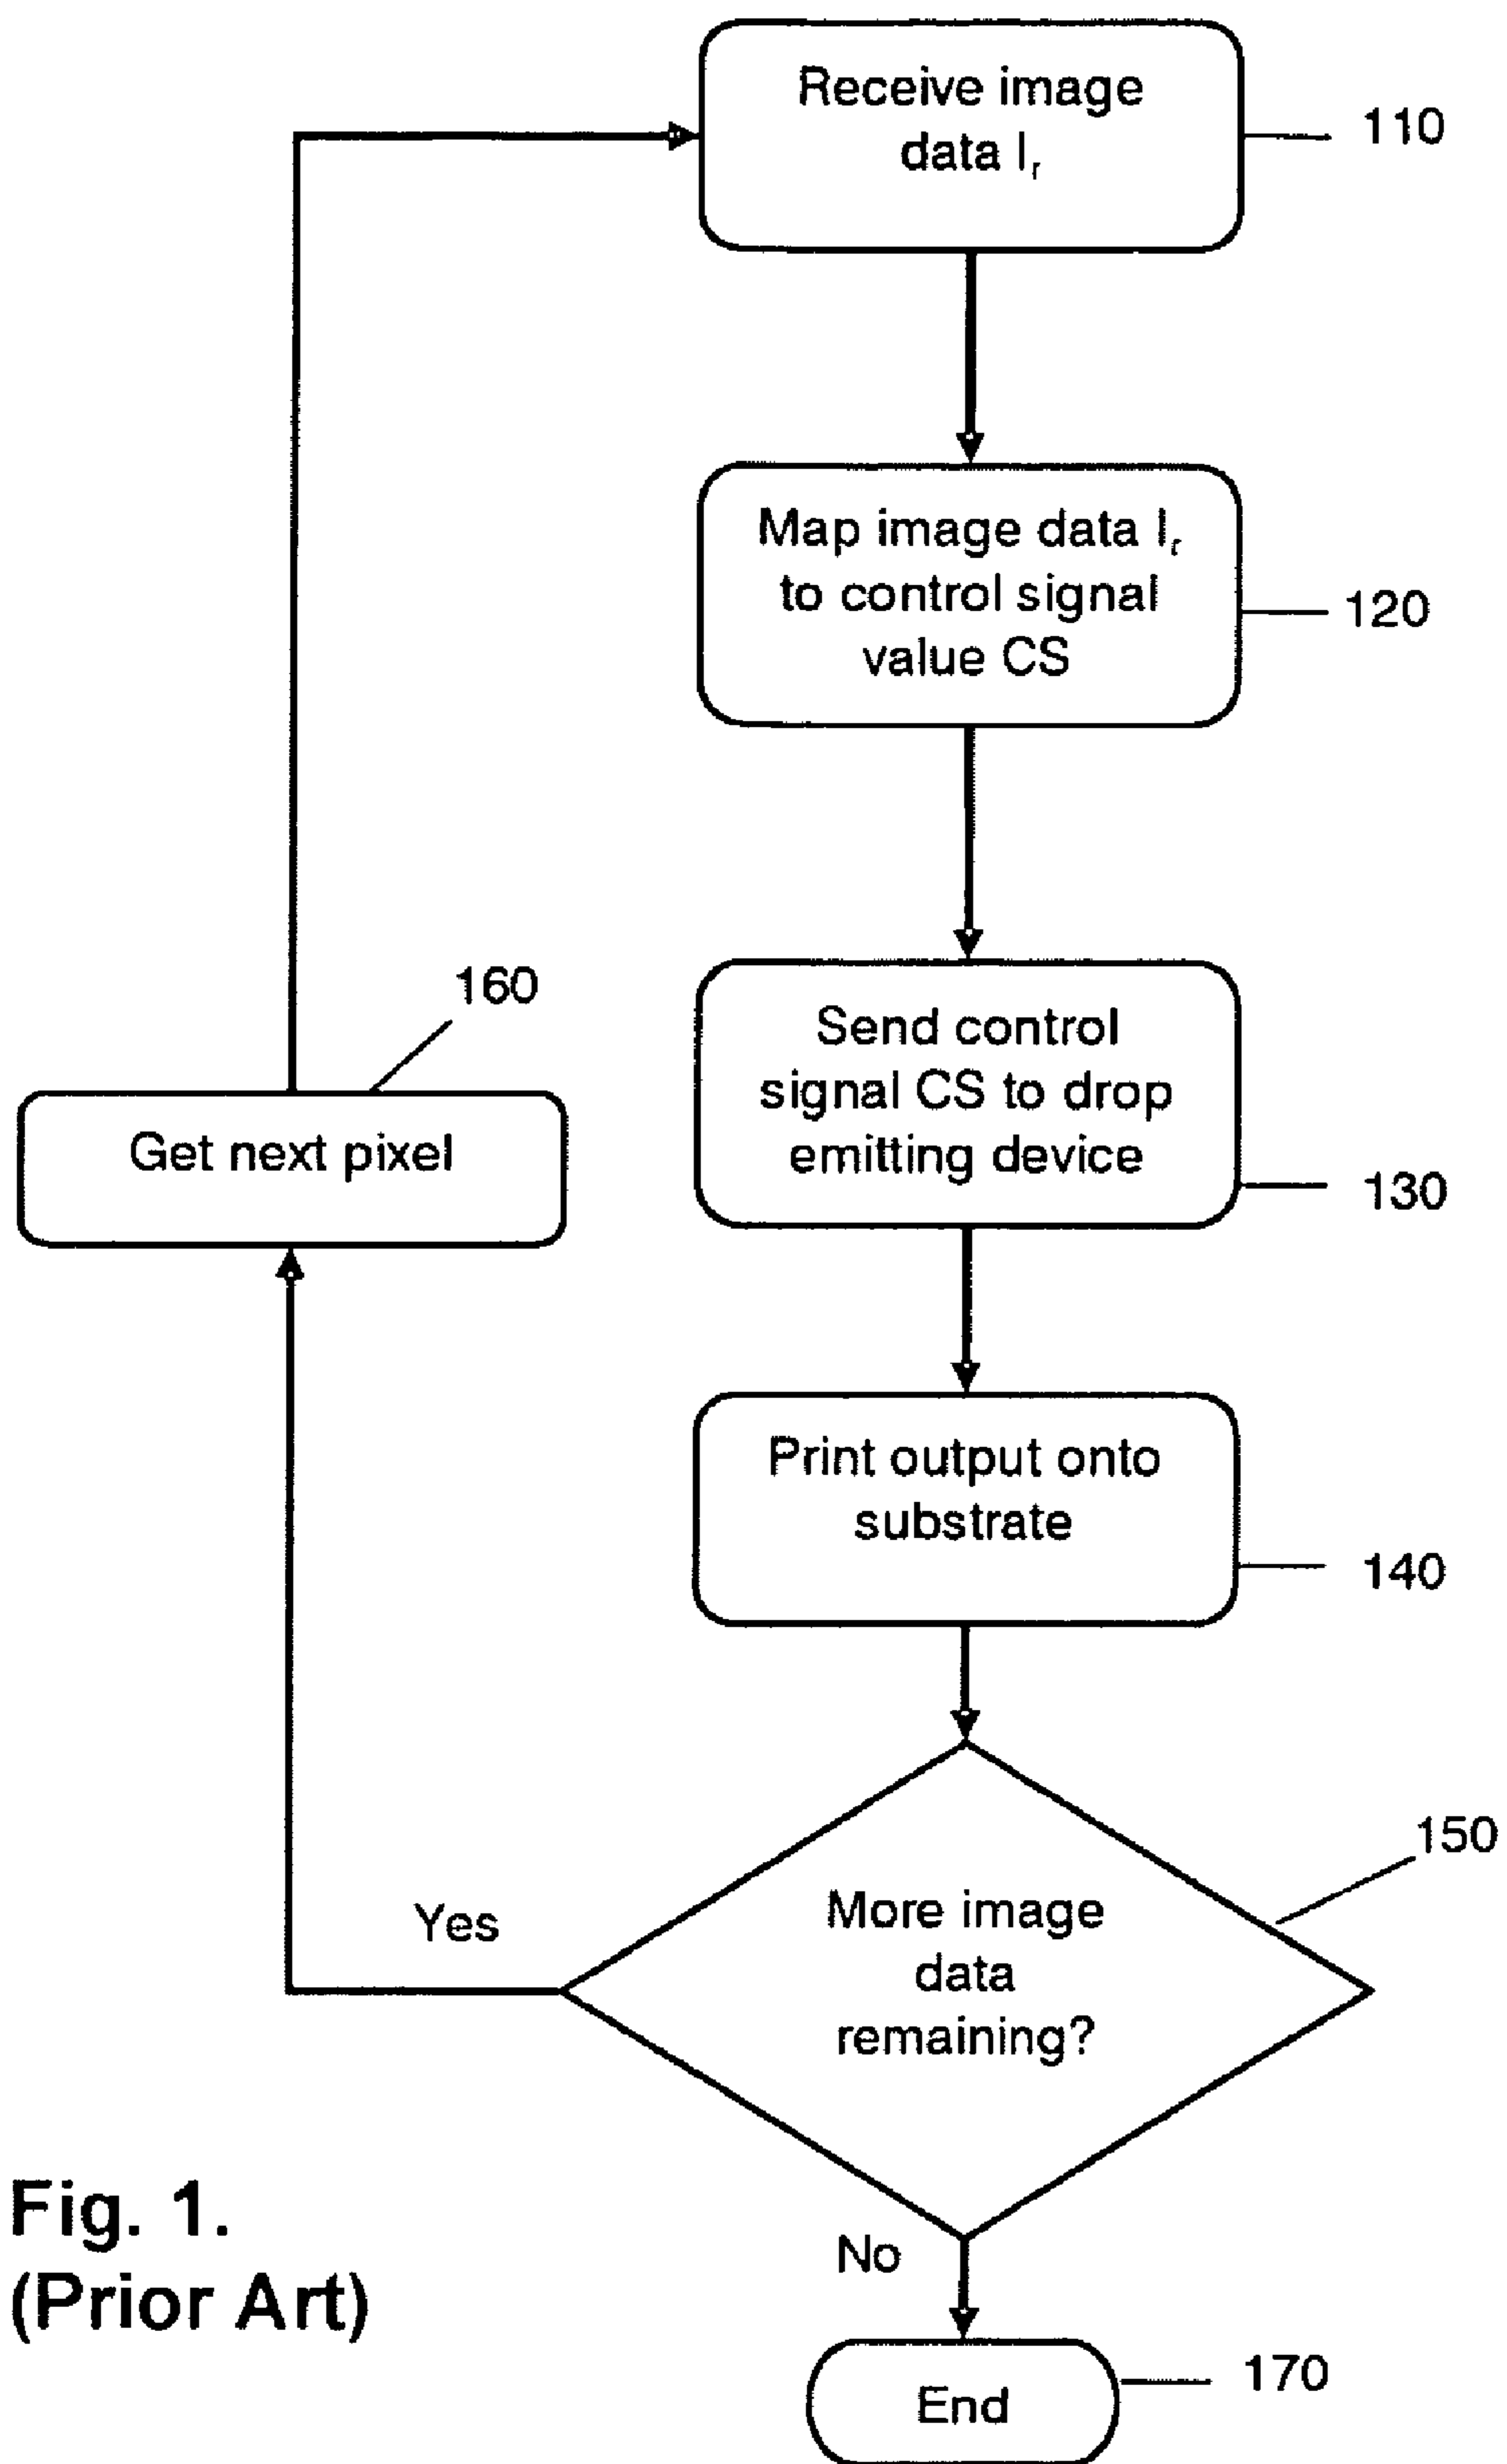 Receive image
data Ir
110
Map image data Ir
to control signal
value CS
120
160
Send control
signal CS to drop
emitting device
130
Get next pixel
Print output onto
substrate
140
150
Yes
More image
data
remaining?
Fig. 1.
(Prior Art)
No
End
170